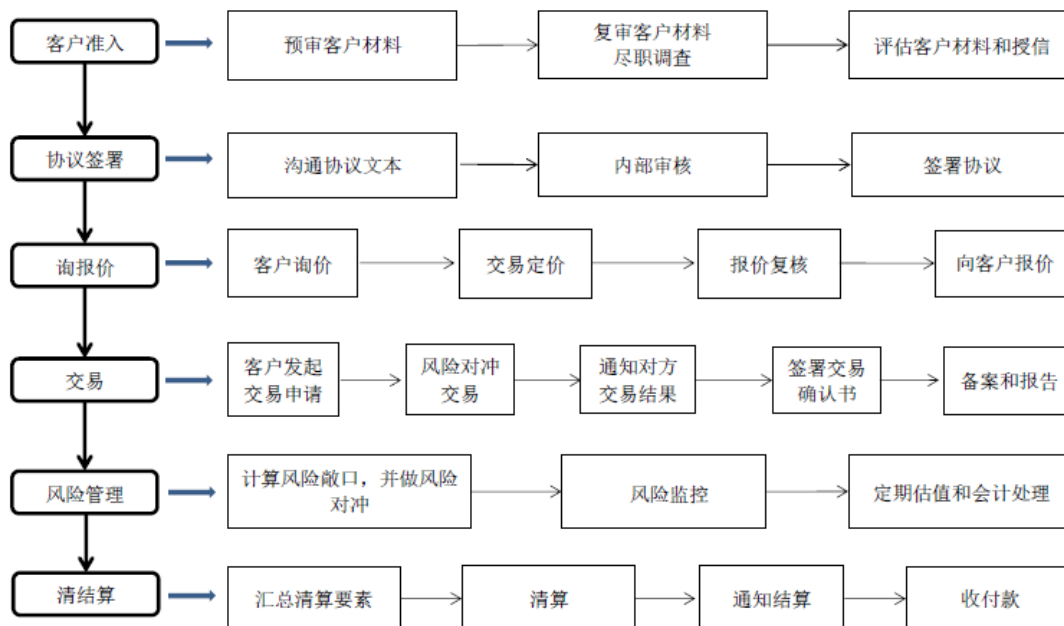 客户准入
预审客户材料
复审客户材料
尽职调查
评估客户材料和授信
协议签署
沟通协议文本
内部审核
签署协议
询报价
客户询价
交易定价
报价复核
向客户报价
交易
客户发起
交易申请
风险对冲
交易
通知对方
交易结果
签署交易
确认书
备案和报告
风险管理
计算风险敞口，并做风险
对冲
风险监控
定期估值和会计处理
清结算
汇总清算要素
清算
通知结算
收付款